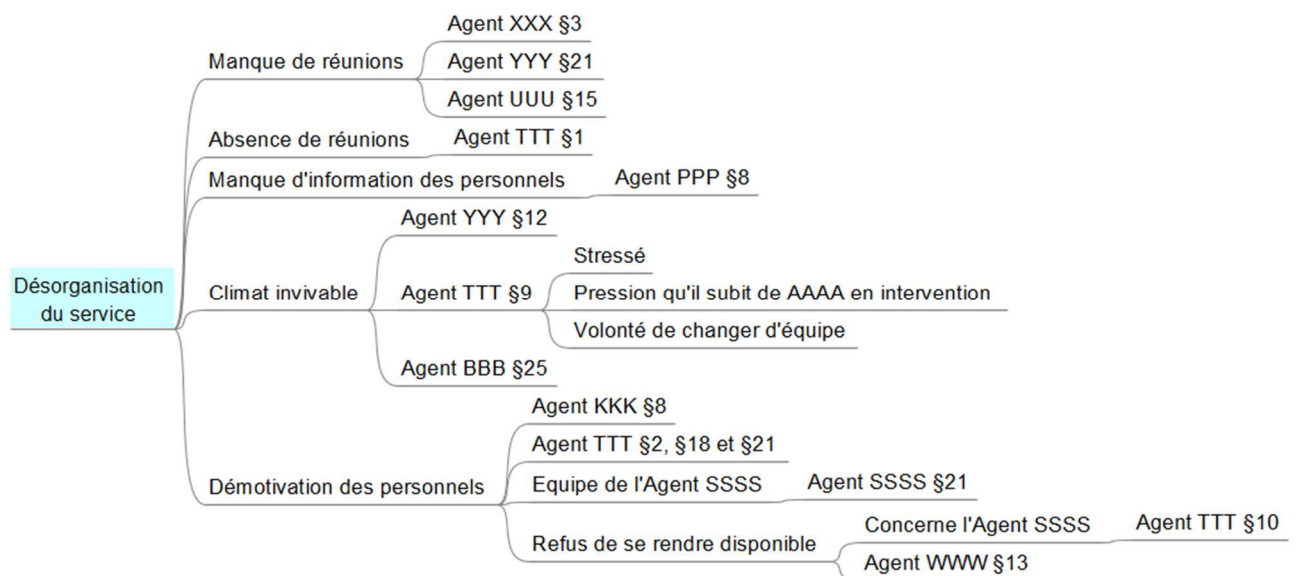 Désorganisation
du service
Manque de réunions
Agent XXX §3
Agent YYY §21
Agent UUU §15
Absence de réunions
Agent TTT §1
Manque d'information des personnels
Agent PPP §8
Climat invivable
Agent YYY §12
Agent TTT §9
Stressé
Pression qu'il subit de AAAA en intervention
Volonté de changer d'équipe
Agent BBB §25
Démotivation des personnels
Agent KKK §8
Agent TTT §2, §18 et §21
Equipe de l'Agent SSSS
Agent SSSS §21
Refus de se rendre disponible
Concerne l'Agent SSSS
Agent TTT §10
Agent WWW §13